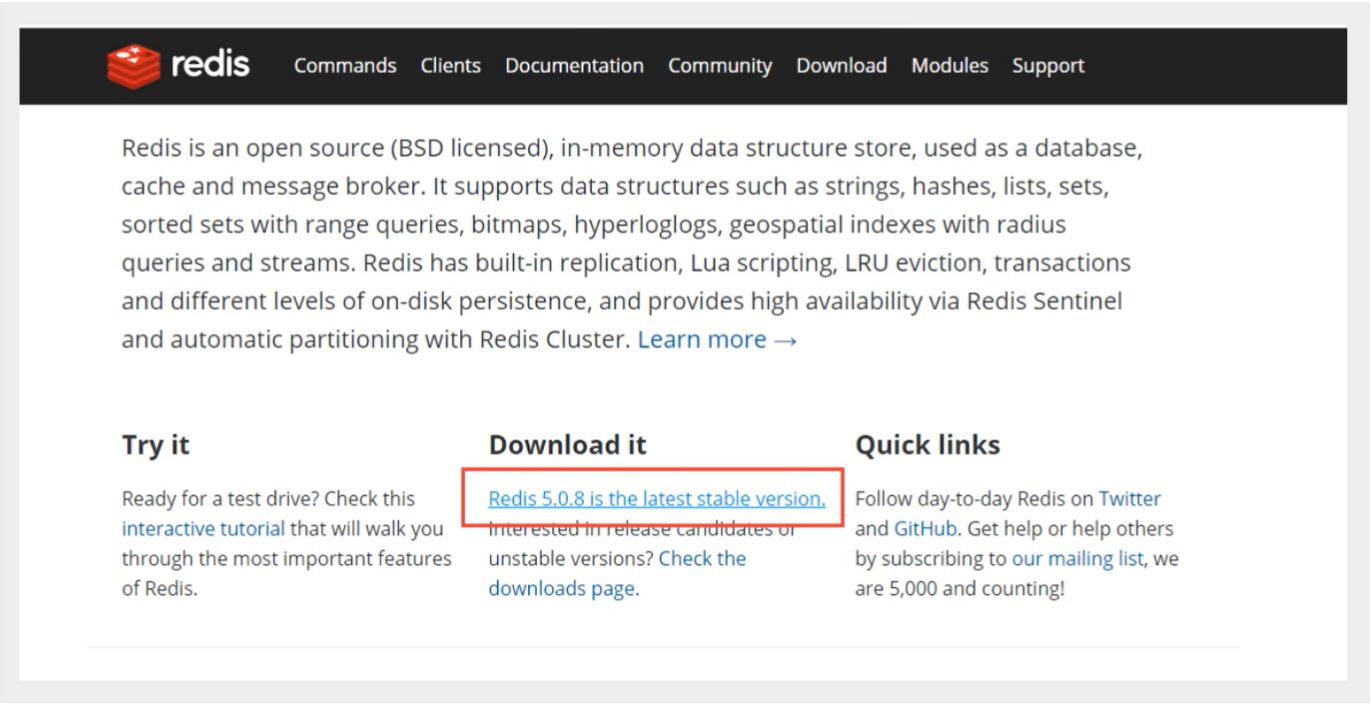 redis Commands Clients Documentation Community Download Modules Support
Redis is an open source (BSD licensed), in-memory data structure store, used as a database,
cache and message broker. It supports data structures such as strings, hashes, lists, sets,
sorted sets with range queries, bitmaps, hyperloglogs, geospatial indexes with radius
queries and streams. Redis has built-in replication, Lua scripting, LRU eviction, transactions
and different levels of on-disk persistence, and provides high availability via Redis Sentinel
and automatic partitioning with Redis Cluster. Learn more →
Try it
Ready for a test drive? Check this
interactive tutorial that will walk you
through the most important features
of Redis.
Download it
Redis 5.0.8 is the latest stable version.
Interested in release candidates or
unstable versions? Check the
downloads page.
Quick links
Follow day-to-day Redis on Twitter
and GitHub. Get help or help others
by subscribing to our mailing list, we
are 5,000 and counting!